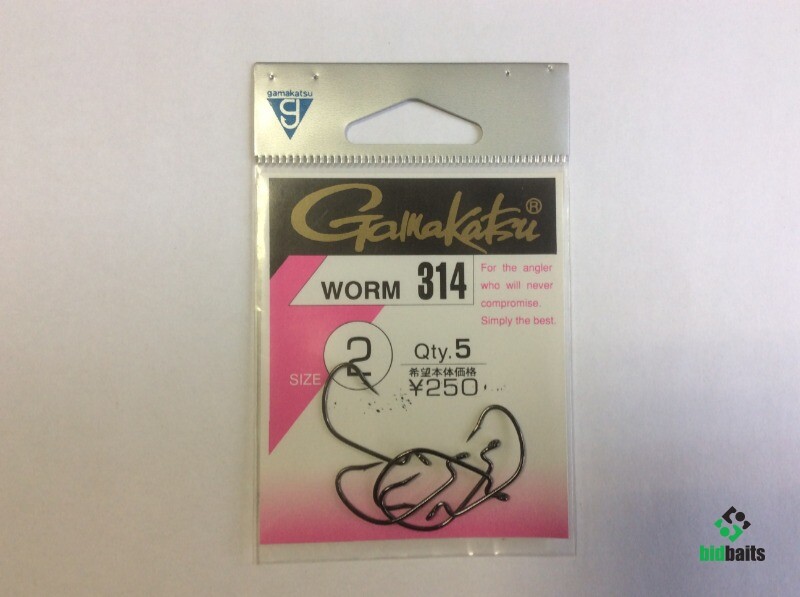 gamakatsu
g
Gamakatsu®
WORM 314
For the angler
who will never
compromise.
Simply the best.
SIZE 2
Qty.5
希望本体価格
¥250
bidbaits